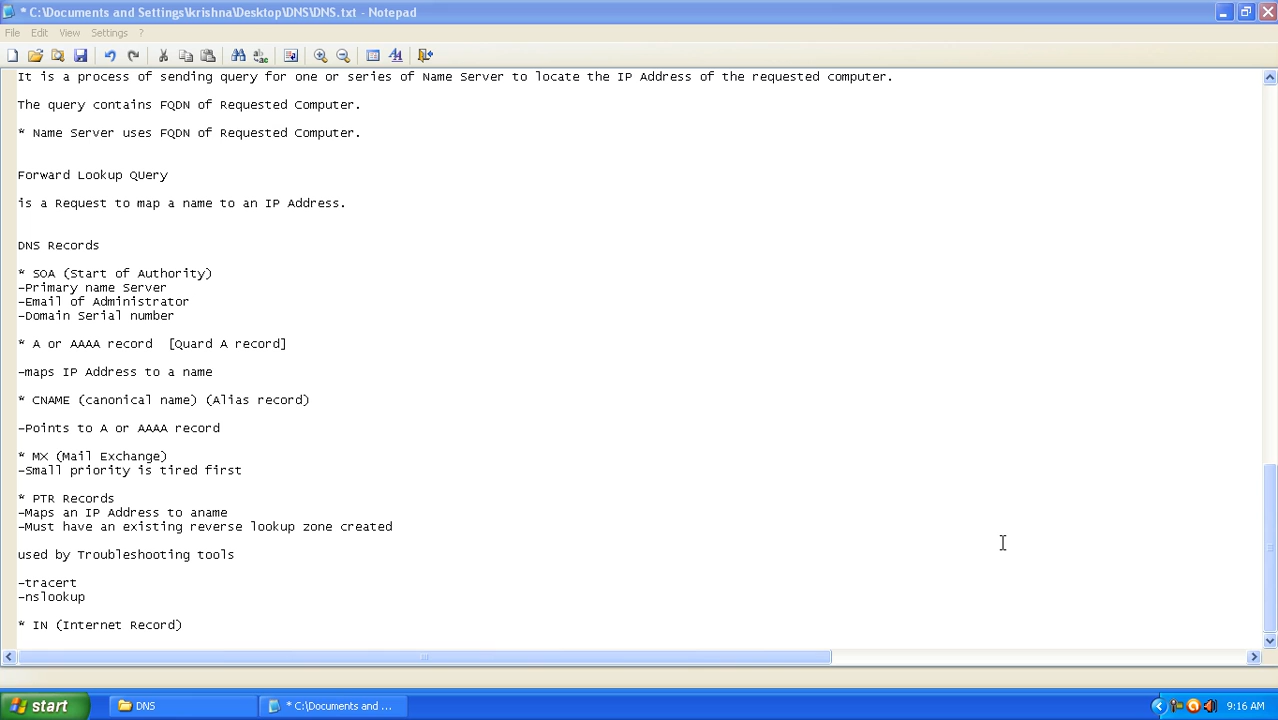 * C:\Documents and Settings\krishna\Desktop\DNS\DNS.txt - Notepad
File Edit View Settings ?
It is a process of sending query for one or series of Name Server to locate the IP Address of the requested computer.
The query contains FQDN of Requested Computer.
* Name Server uses FQDN of Requested Computer.
Forward Lookup QUery
is a Request to map a name to an IP Address.
DNS Records
* SOA (Start of Authority)
-Primary name Server
-Email of Administrator
-Domain Serial number
* A or AAAA record  [Quard A record]
-maps IP Address to a name
* CNAME (canonical name) (Alias record)
-Points to A or AAAA record
* MX (Mail Exchange)
-Small priority is tired first
* PTR Records
-Maps an IP Address to aname
-Must have an existing reverse lookup zone created
used by Troubleshooting tools
-tracert
-nslookup
* IN (Internet Record)
start DNS * C:\Documents and ... 9:16 AM